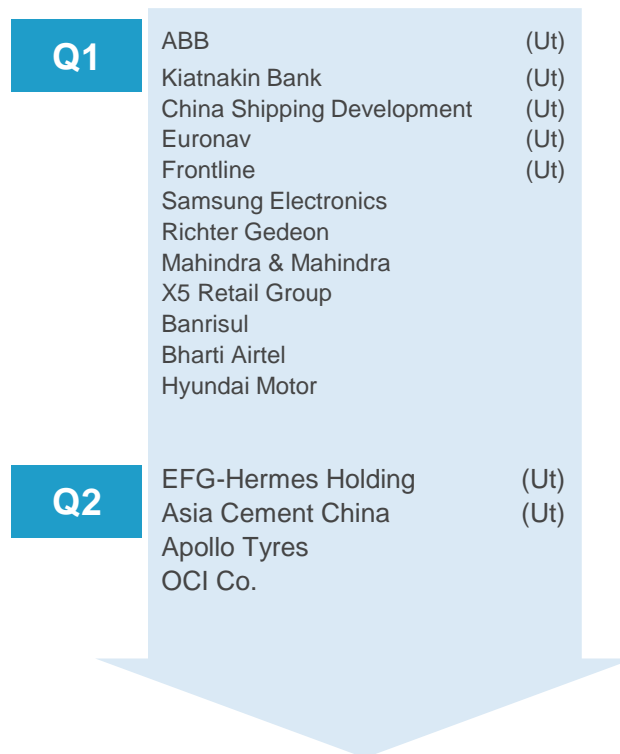 Q1
ABB (Ut)
Kiatnakin Bank (Ut)
China Shipping Development (Ut)
Euronav (Ut)
Frontline (Ut)
Samsung Electronics
Richter Gedeon
Mahindra & Mahindra
X5 Retail Group
Banrisul
Bharti Airtel
Hyundai Motor
Q2
EFG-Hermes Holding (Ut)
Asia Cement China (Ut)
Apollo Tyres
OCI Co.